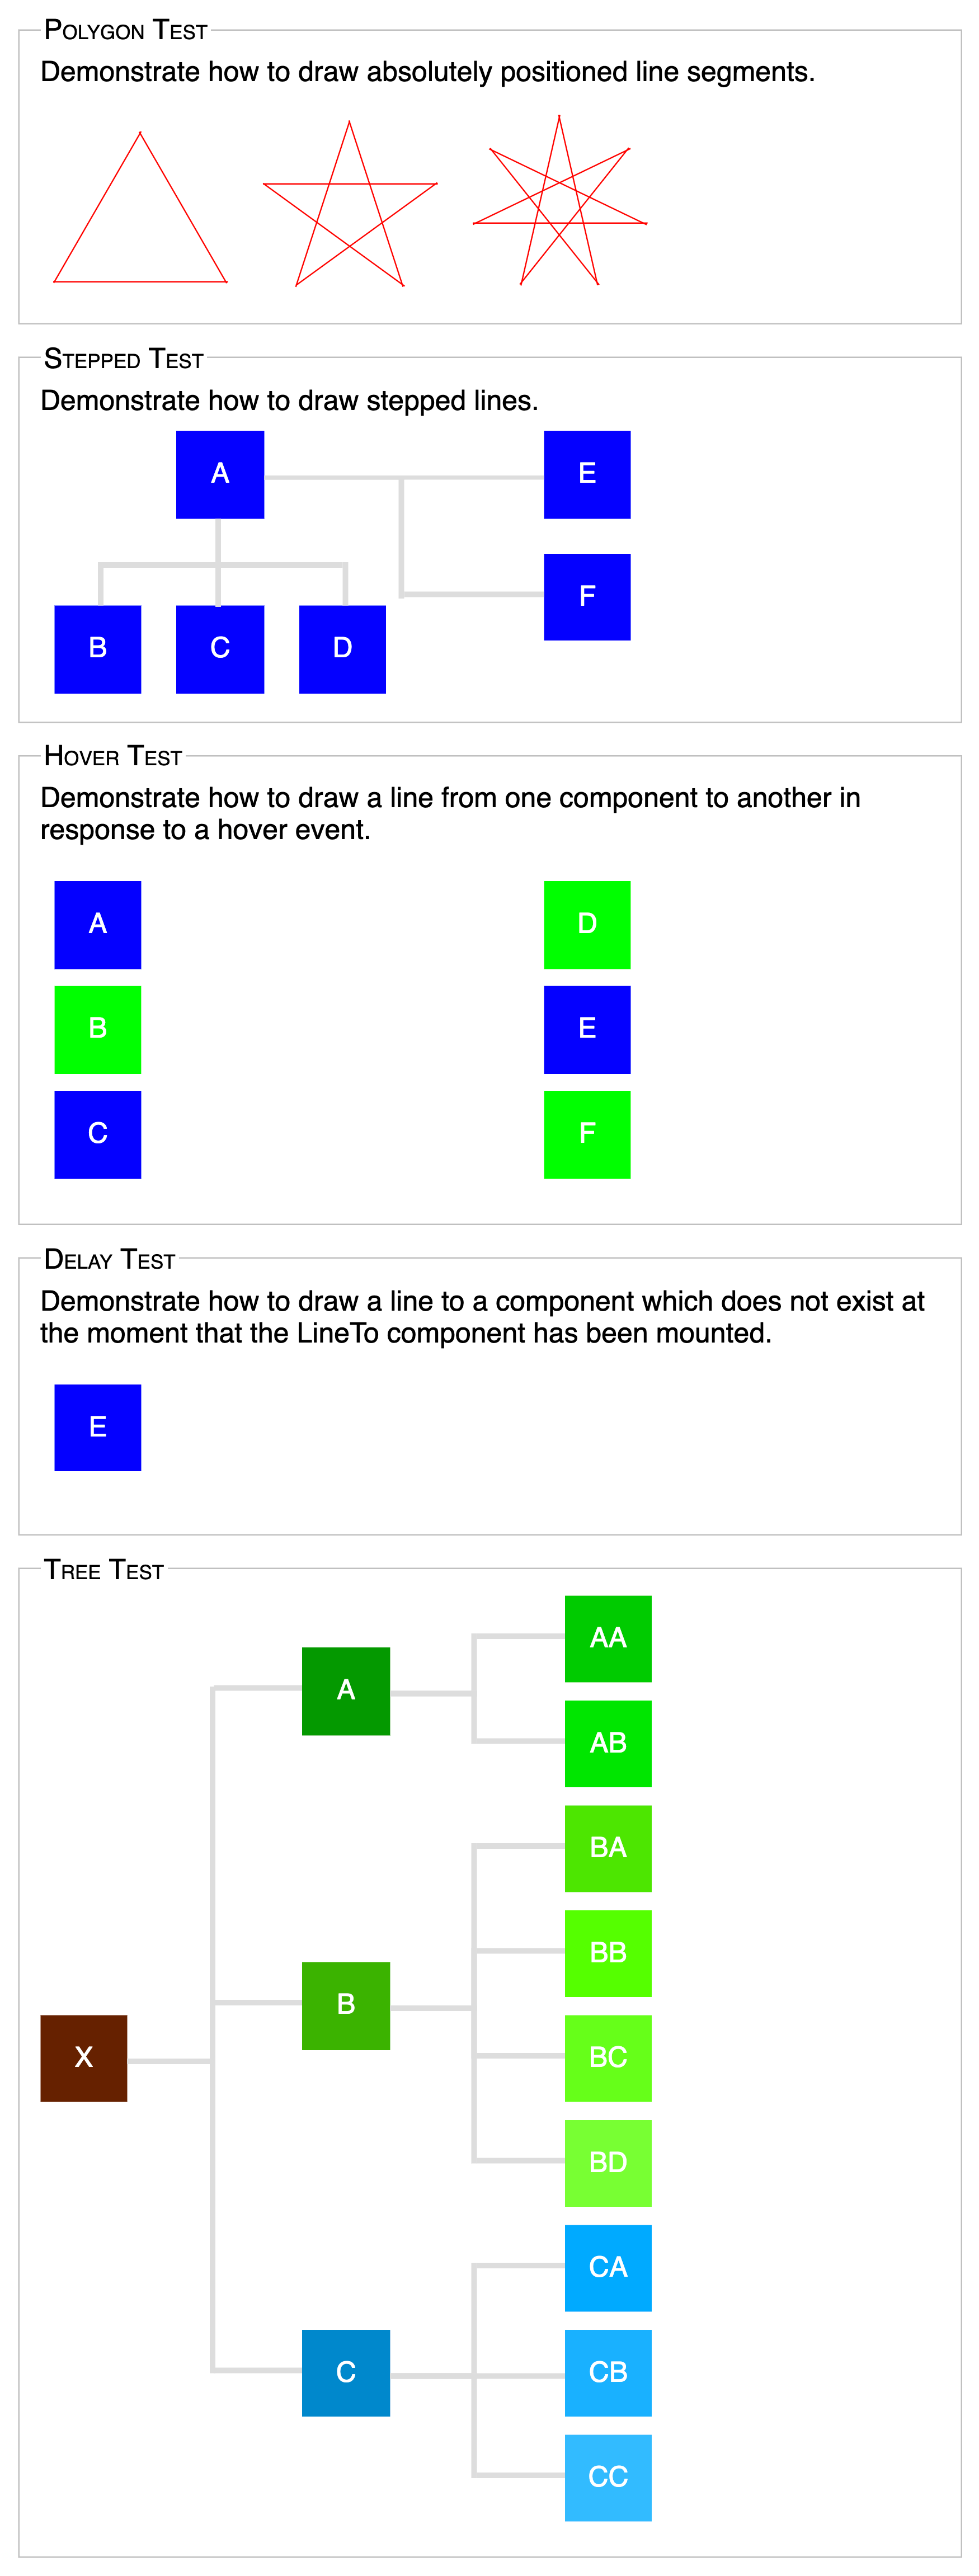 Polygon Test
Demonstrate how to draw absolutely positioned line segments.
Stepped Test
Demonstrate how to draw stepped lines.
A
E
F
B
C
D
Hover Test
Demonstrate how to draw a line from one component to another in
response to a hover event.
A
D
B
E
C
F
Delay Test
Demonstrate how to draw a line to a component which does not exist at
the moment that the LineTo component has been mounted.
E
Tree Test
AA
A
AB
BA
BB
B
X
BC
BD
CA
C
CB
CC